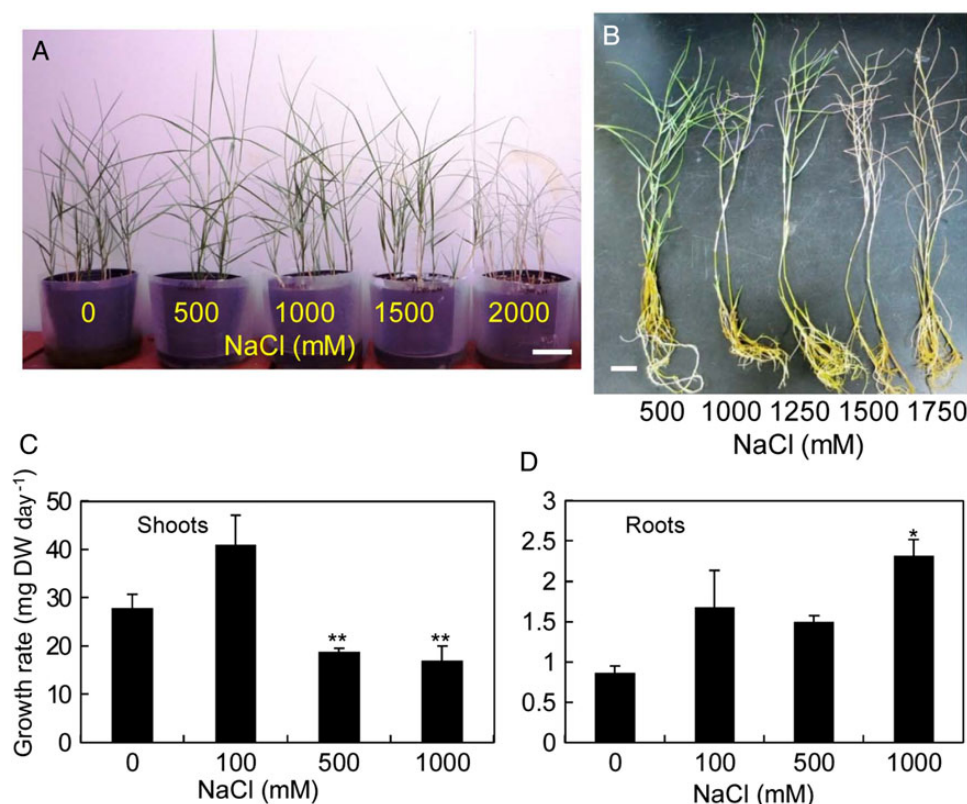 A
0
500
1000
1500
2000
NaCl (mM)
B
500 1000 1250 1500 1750
NaCl (mM)
C
Growth rate (mg DW day⁻¹)
50
40
30
20
10
0
Shoots
** **
0 100 500 1000
NaCl (mM)
D
3
2.5
2
1.5
1
0.5
0
Roots
*
0 100 500 1000
NaCl (mM)